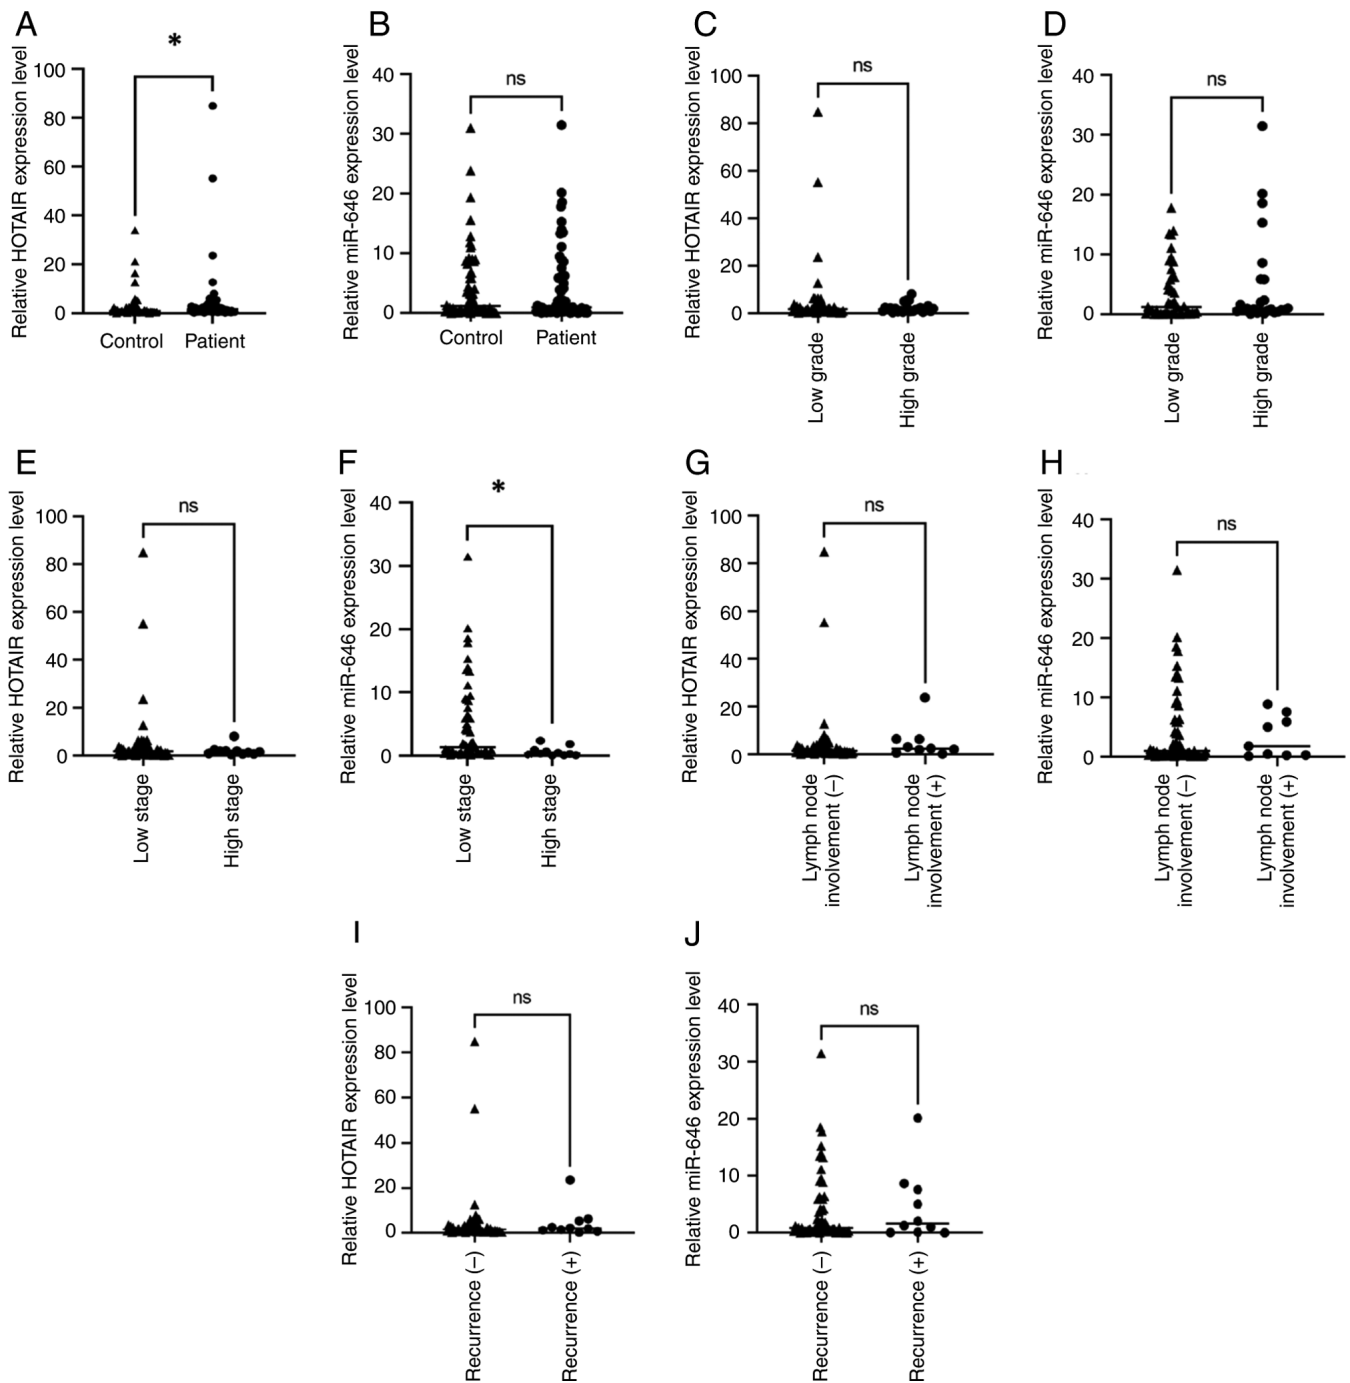 A
Relative HOTAIR expression level
100
80
60
40
20
0
*
Control
Patient
B
Relative miR-646 expression level
40
30
20
10
0
ns
Control
Patient
C
Relative HOTAIR expression level
100
80
60
40
20
0
ns
Low grade
High grade
D
Relative miR-646 expression level
40
30
20
10
0
ns
Low grade
High grade
E
Relative HOTAIR expression level
100
80
60
40
20
0
ns
Low stage
High stage
F
Relative miR-646 expression level
40
30
20
10
0
*
Low stage
High stage
G
Relative HOTAIR expression level
100
80
60
40
20
0
ns
Lymph node
involvement (−)
Lymph node
involvement (+)
H
Relative miR-646 expression level
40
30
20
10
0
ns
Lymph node
involvement (−)
Lymph node
involvement (+)
I
Relative HOTAIR expression level
100
80
60
40
20
0
ns
Recurrence (−)
Recurrence (+)
J
Relative miR-646 expression level
40
30
20
10
0
ns
Recurrence (−)
Recurrence (+)